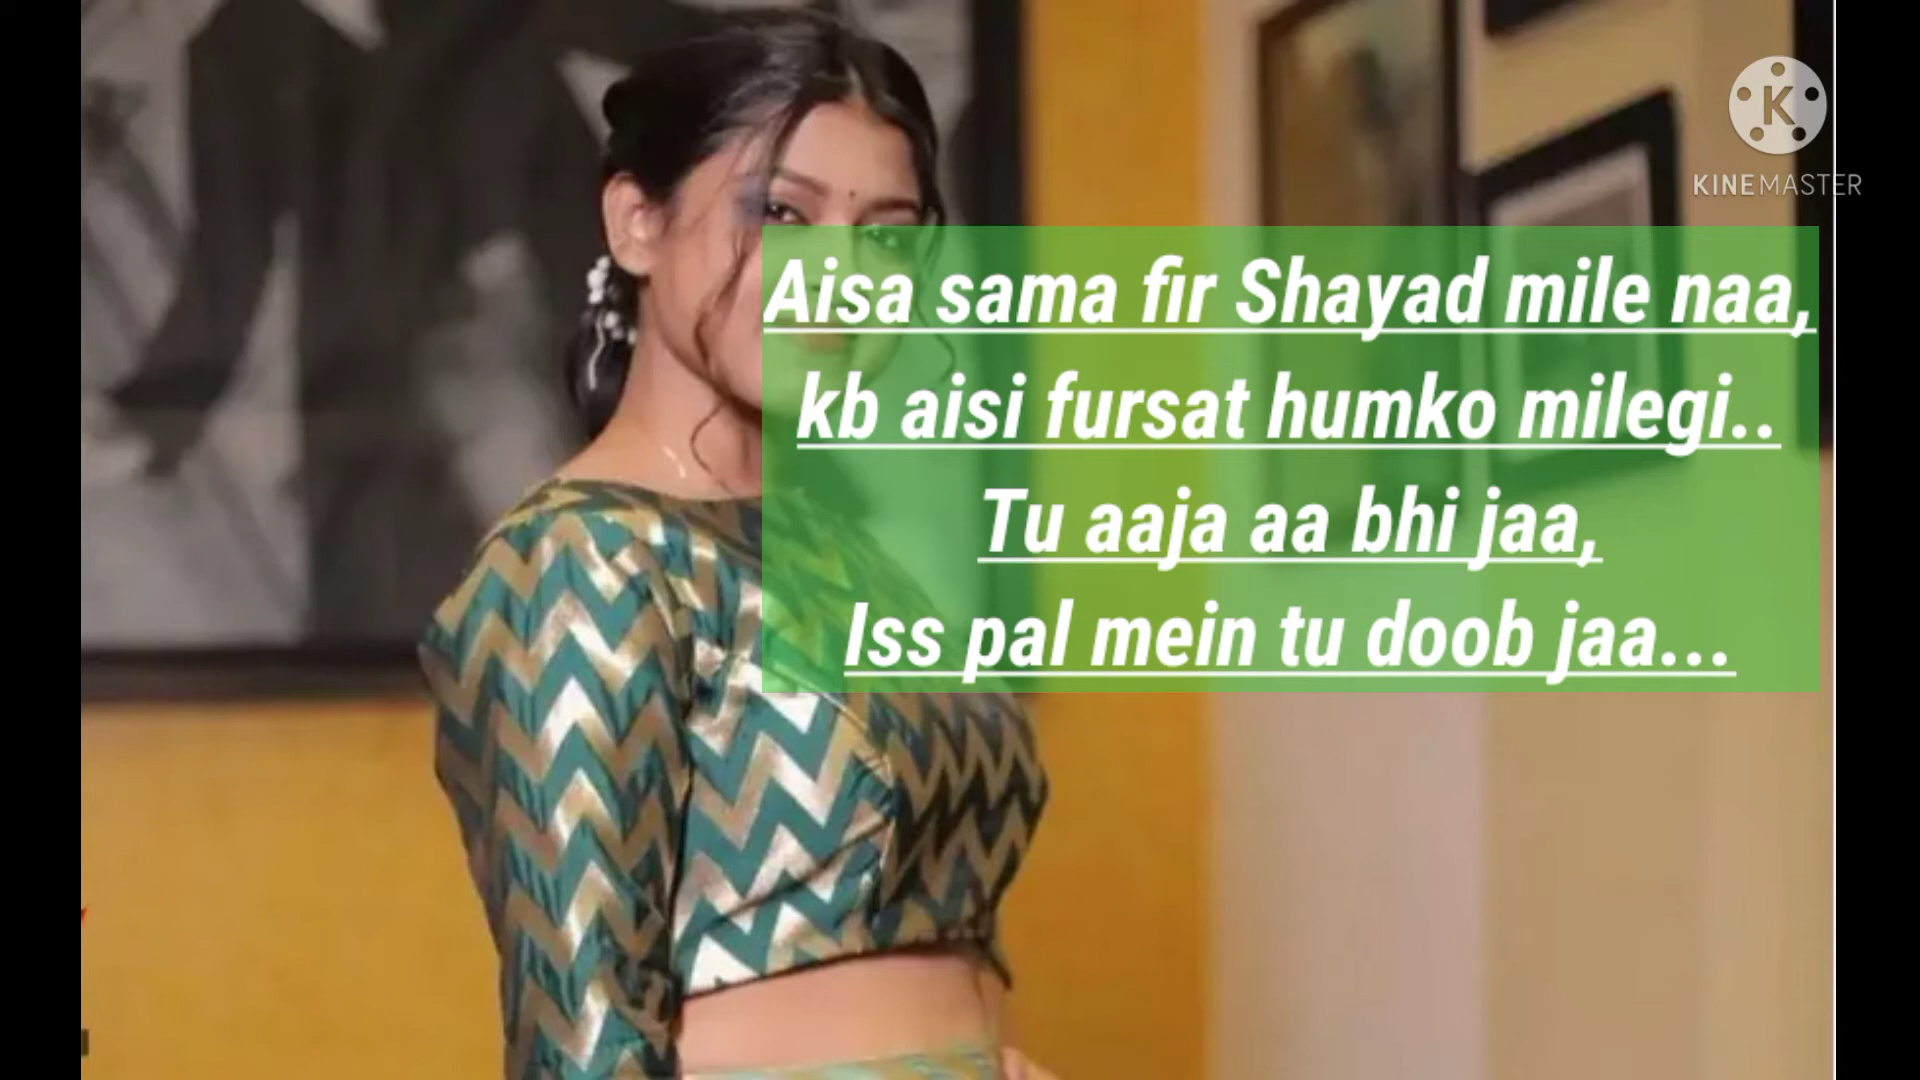 KINEMASTER
Aisa sama fir Shayad mile naa,
kb aisi fursat humko milegi..
Tu aaja aa bhi jaa,
Iss pal mein tu doob jaa...